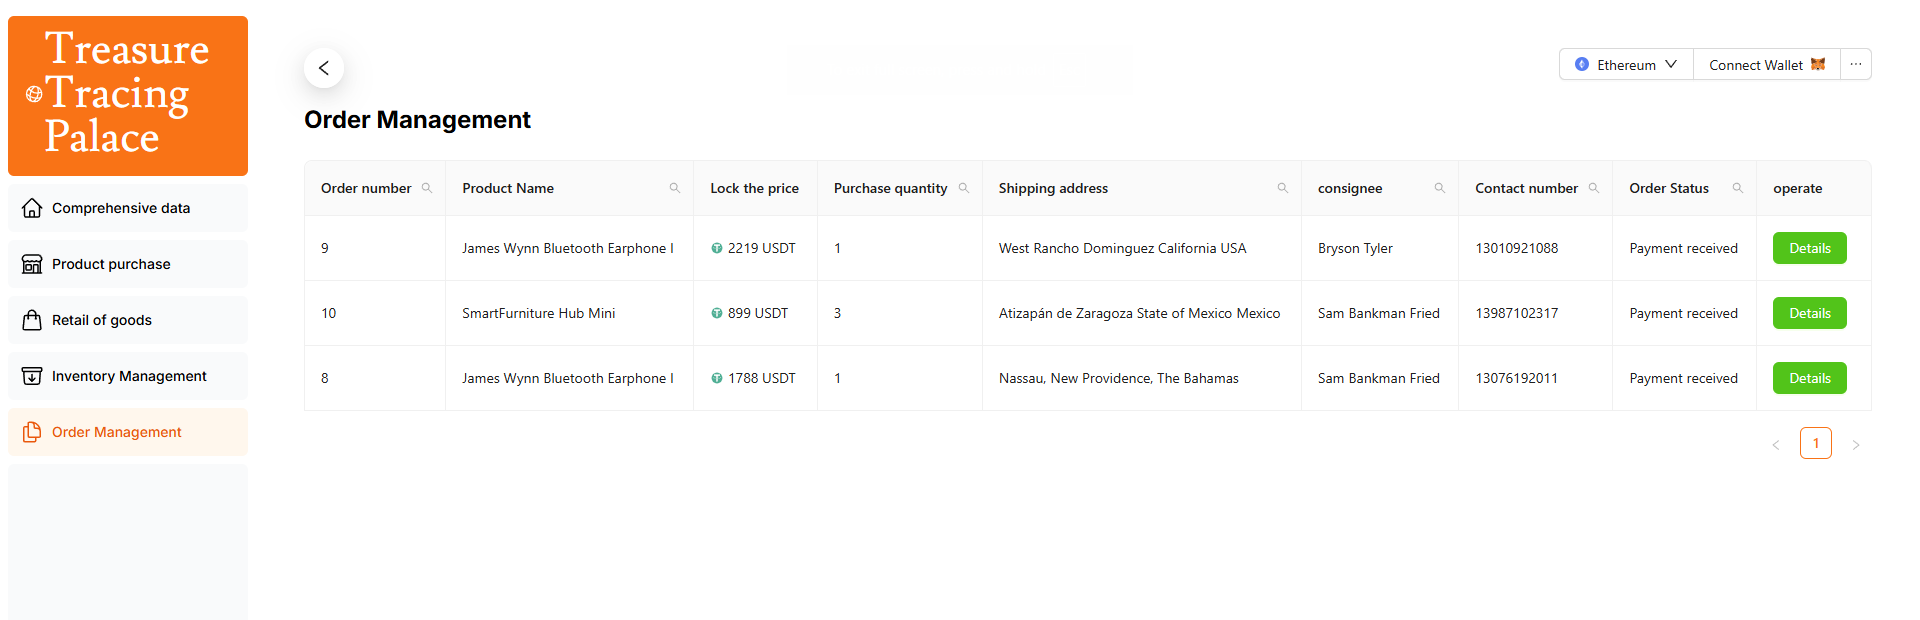 Treasure
Tracing
Palace
Comprehensive data
Product purchase
Retail of goods
Inventory Management
Order Management
Ethereum
Connect Wallet
···
Order Management
Order number Product Name Lock the price Purchase quantity Shipping address consignee Contact number Order Status operate
9 James Wynn Bluetooth Earphone I 2219 USDT 1 West Rancho Dominguez California USA Bryson Tyler 13010921088 Payment received Details
10 SmartFurniture Hub Mini 899 USDT 3 Atizapán de Zaragoza State of Mexico Mexico Sam Bankman Fried 13987102317 Payment received Details
8 James Wynn Bluetooth Earphone I 1788 USDT 1 Nassau, New Providence, The Bahamas Sam Bankman Fried 13076192011 Payment received Details
1